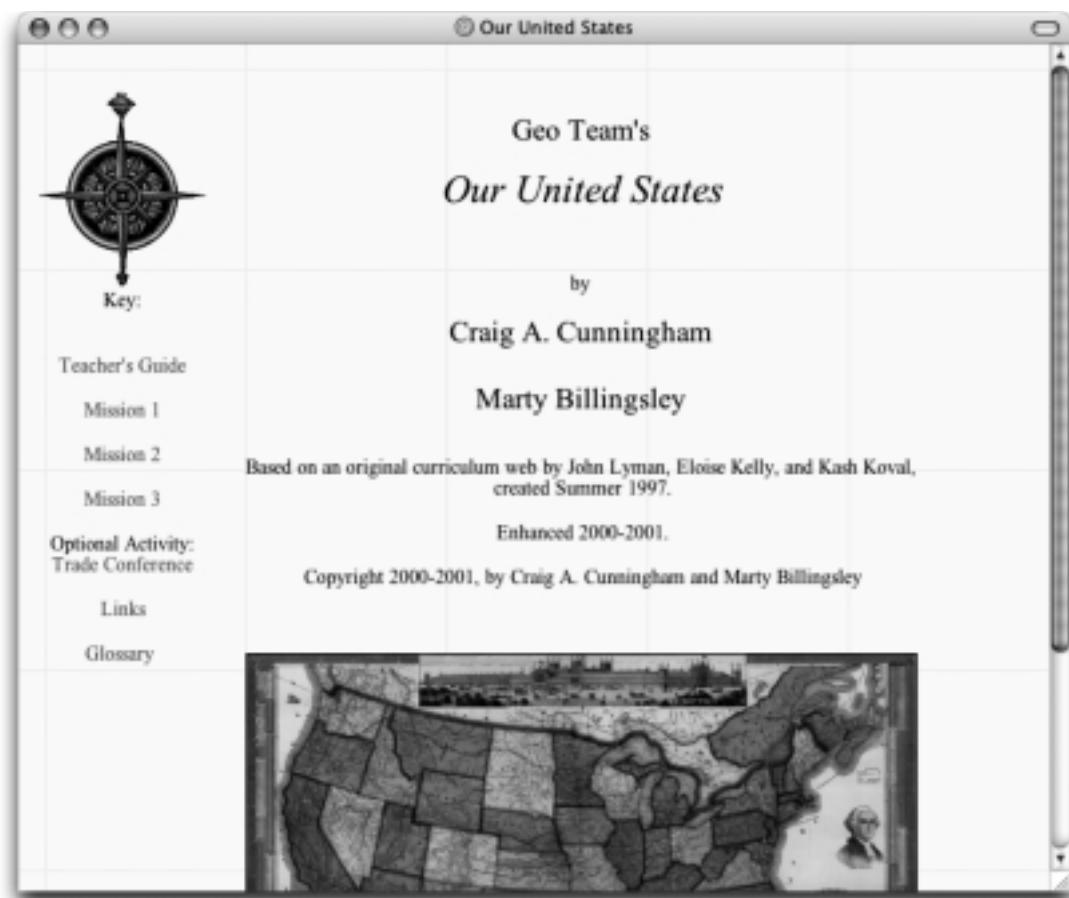 Our United States
Key:
Teacher's Guide
Mission 1
Mission 2
Mission 3
Optional Activity:
Trade Conference
Links
Glossary
Geo Team's
Our United States
by
Craig A. Cunningham
Marty Billingsley
Based on an original curriculum web by John Lyman, Eloise Kelly, and Kash Koval,
created Summer 1997.
Enhanced 2000-2001.
Copyright 2000-2001, by Craig A. Cunningham and Marty Billingsley